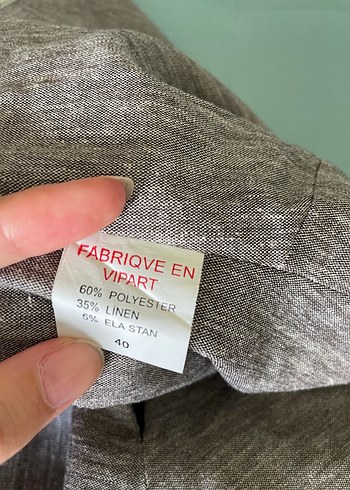 FABRIQVE EN
VIPART
60% POLYESTER
35% LINEN
5% ELA STAN
40